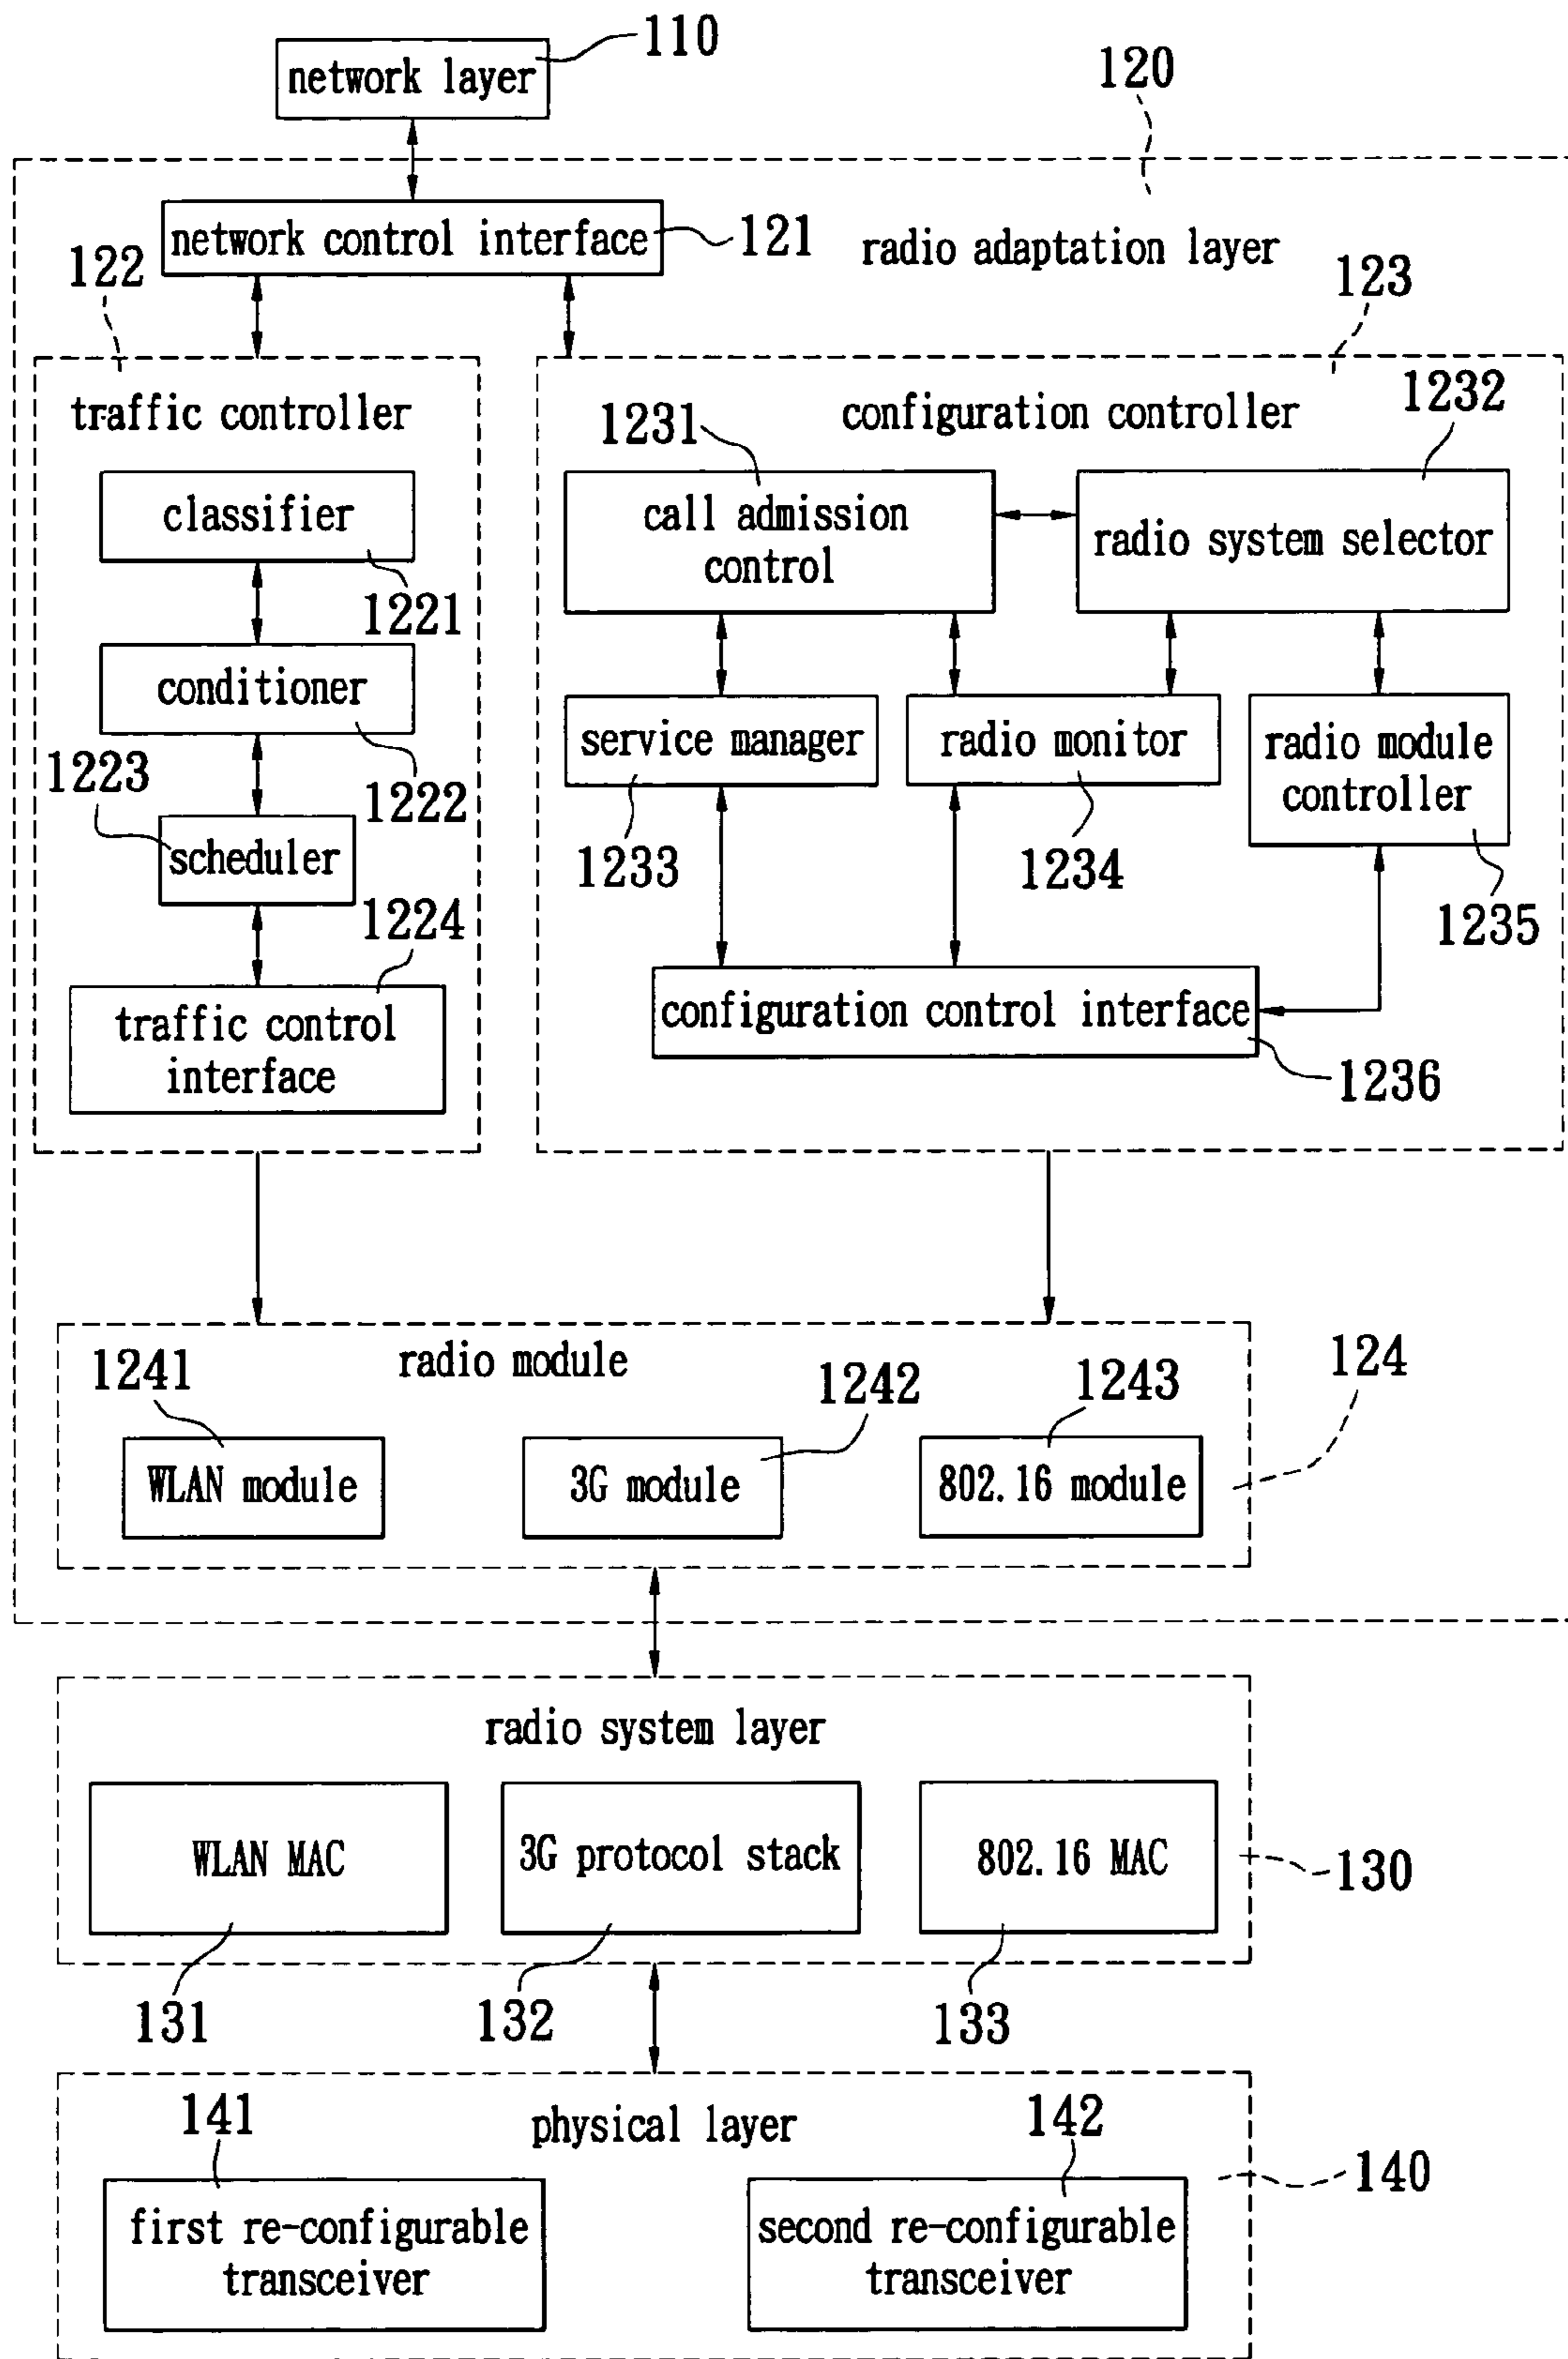 110
network layer
120
network control interface
121
radio adaptation layer
122
123
traffic controller
configuration controller
1232
1231
classifier
call admission
control
radio system selector
1221
conditioner
service manager
radio monitor
radio module
controller
1223
1222
scheduler
1233
1234
1235
1224
traffic control
interface
configuration control interface
1236
radio module
124
1241
1242
1243
WLAN module
3G module
802.16 module
radio system layer
WLAN MAC
3G protocol stack
802.16 MAC
130
131
132
133
physical layer
141
142
140
first re-configurable
transceiver
second re-configurable
transceiver